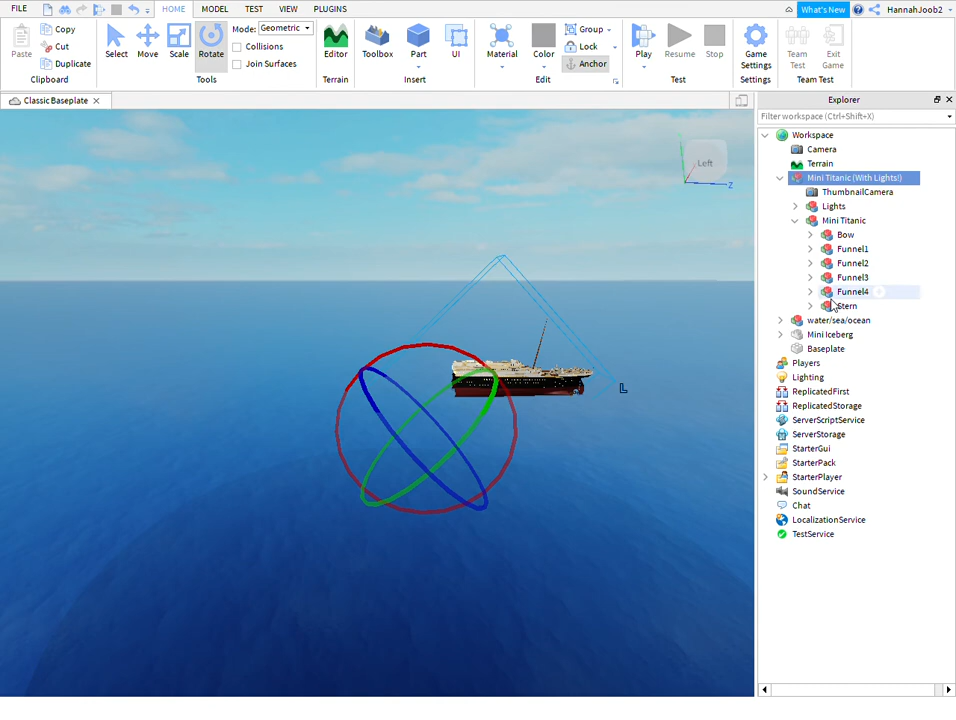 FILE
HOME
MODEL
TEST
VIEW
PLUGINS
What's New
HannahJoob2
Paste
Copy
Cut
Duplicate
Clipboard
Select
Move
Scale
Rotate
Mode:
Geometric
Collisions
Join Surfaces
Tools
Editor
Terrain
Toolbox
Part
UI
Insert
Material
Color
Group
Lock
Anchor
Edit
Play
Resume
Stop
Test
Game
Settings
Settings
Team
Test
Exit
Game
Team Test
Classic Baseplate
Explorer
Filter workspace (Ctrl+Shift+X)
Workspace
Camera
Terrain
Mini Titanic (With Lights!)
ThumbnailCamera
Lights
Mini Titanic
Bow
Funnel1
Funnel2
Funnel3
Funnel4
Stern
water/sea/ocean
Mini Iceberg
Baseplate
Players
Lighting
ReplicatedFirst
ReplicatedStorage
ServerScriptService
ServerStorage
StarterGui
StarterPack
StarterPlayer
SoundService
Chat
LocalizationService
TestService
Left
Z
L